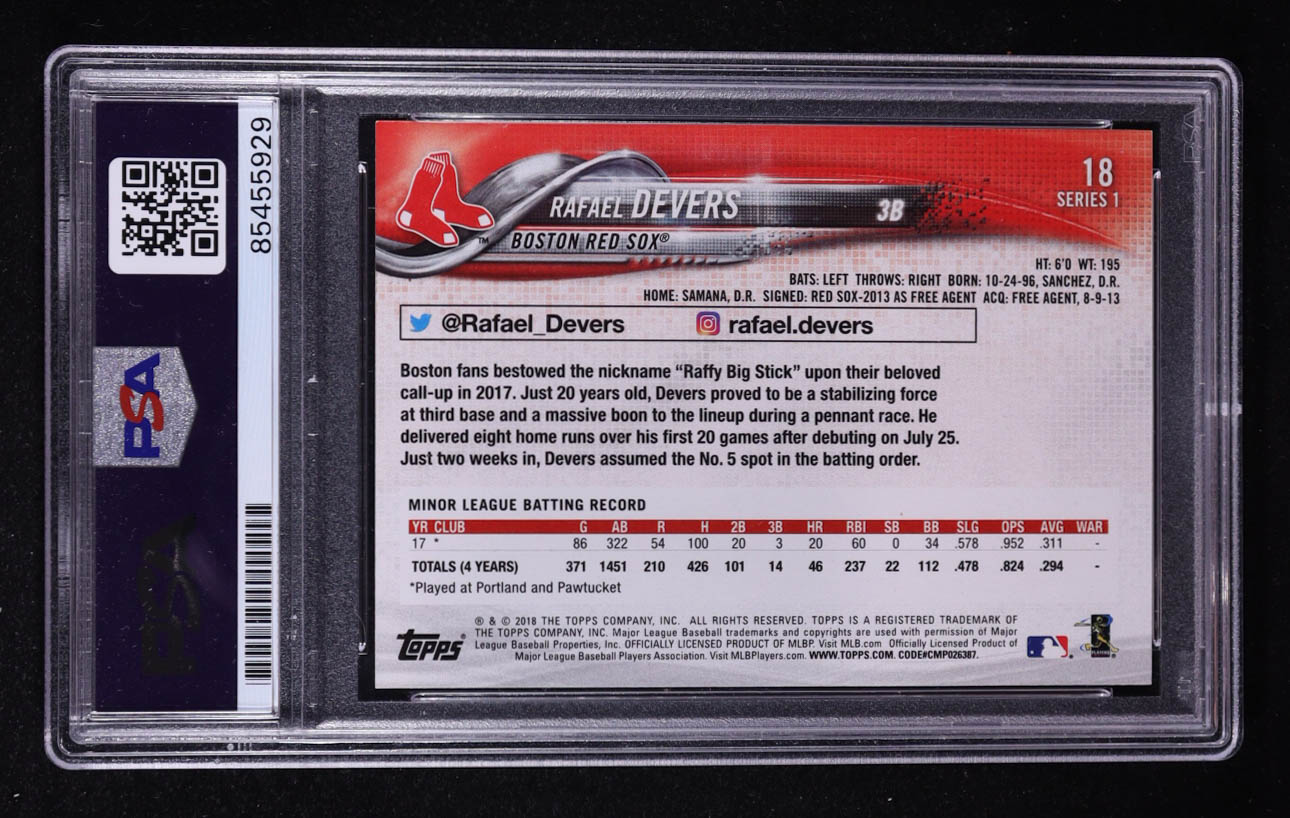 85455929
PSA
PSA
18
SERIES 1
RAFAEL DEVERS 3B
BOSTON RED SOX®
™
HT: 6'0 WT: 195
BATS: LEFT THROWS: RIGHT BORN: 10-24-96, SANCHEZ, D.R.
HOME: SAMANA, D.R. SIGNED: RED SOX-2013 AS FREE AGENT ACQ: FREE AGENT, 8-9-13
@Rafael_Devers rafael.devers
Boston fans bestowed the nickname “Raffy Big Stick” upon their beloved
call-up in 2017. Just 20 years old, Devers proved to be a stabilizing force
at third base and a massive boon to the lineup during a pennant race. He
delivered eight home runs over his first 20 games after debuting on July 25.
Just two weeks in, Devers assumed the No. 5 spot in the batting order.
MINOR LEAGUE BATTING RECORD
YR CLUB G AB R H 2B 3B HR RBI SB BB SLG OPS AVG WAR
17 * 86 322 54 100 20 3 20 60 0 34 .578 .952 .311 -
TOTALS (4 YEARS) 371 1451 210 426 101 14 46 237 22 112 .478 .824 .294 -
*Played at Portland and Pawtucket
Topps®
® & © 2018 THE TOPPS COMPANY, INC. ALL RIGHTS RESERVED. TOPPS IS A REGISTERED TRADEMARK OF
THE TOPPS COMPANY, INC. Major League Baseball trademarks and copyrights are used with permission of Major
League Baseball Properties, Inc. OFFICIALLY LICENSED PRODUCT OF MLBP. Visit MLB.com Officially Licensed Product of
Major League Baseball Players Association. Visit MLBPlayers.com. WWW.TOPPS.COM. CODE#CMP026387.
PSA